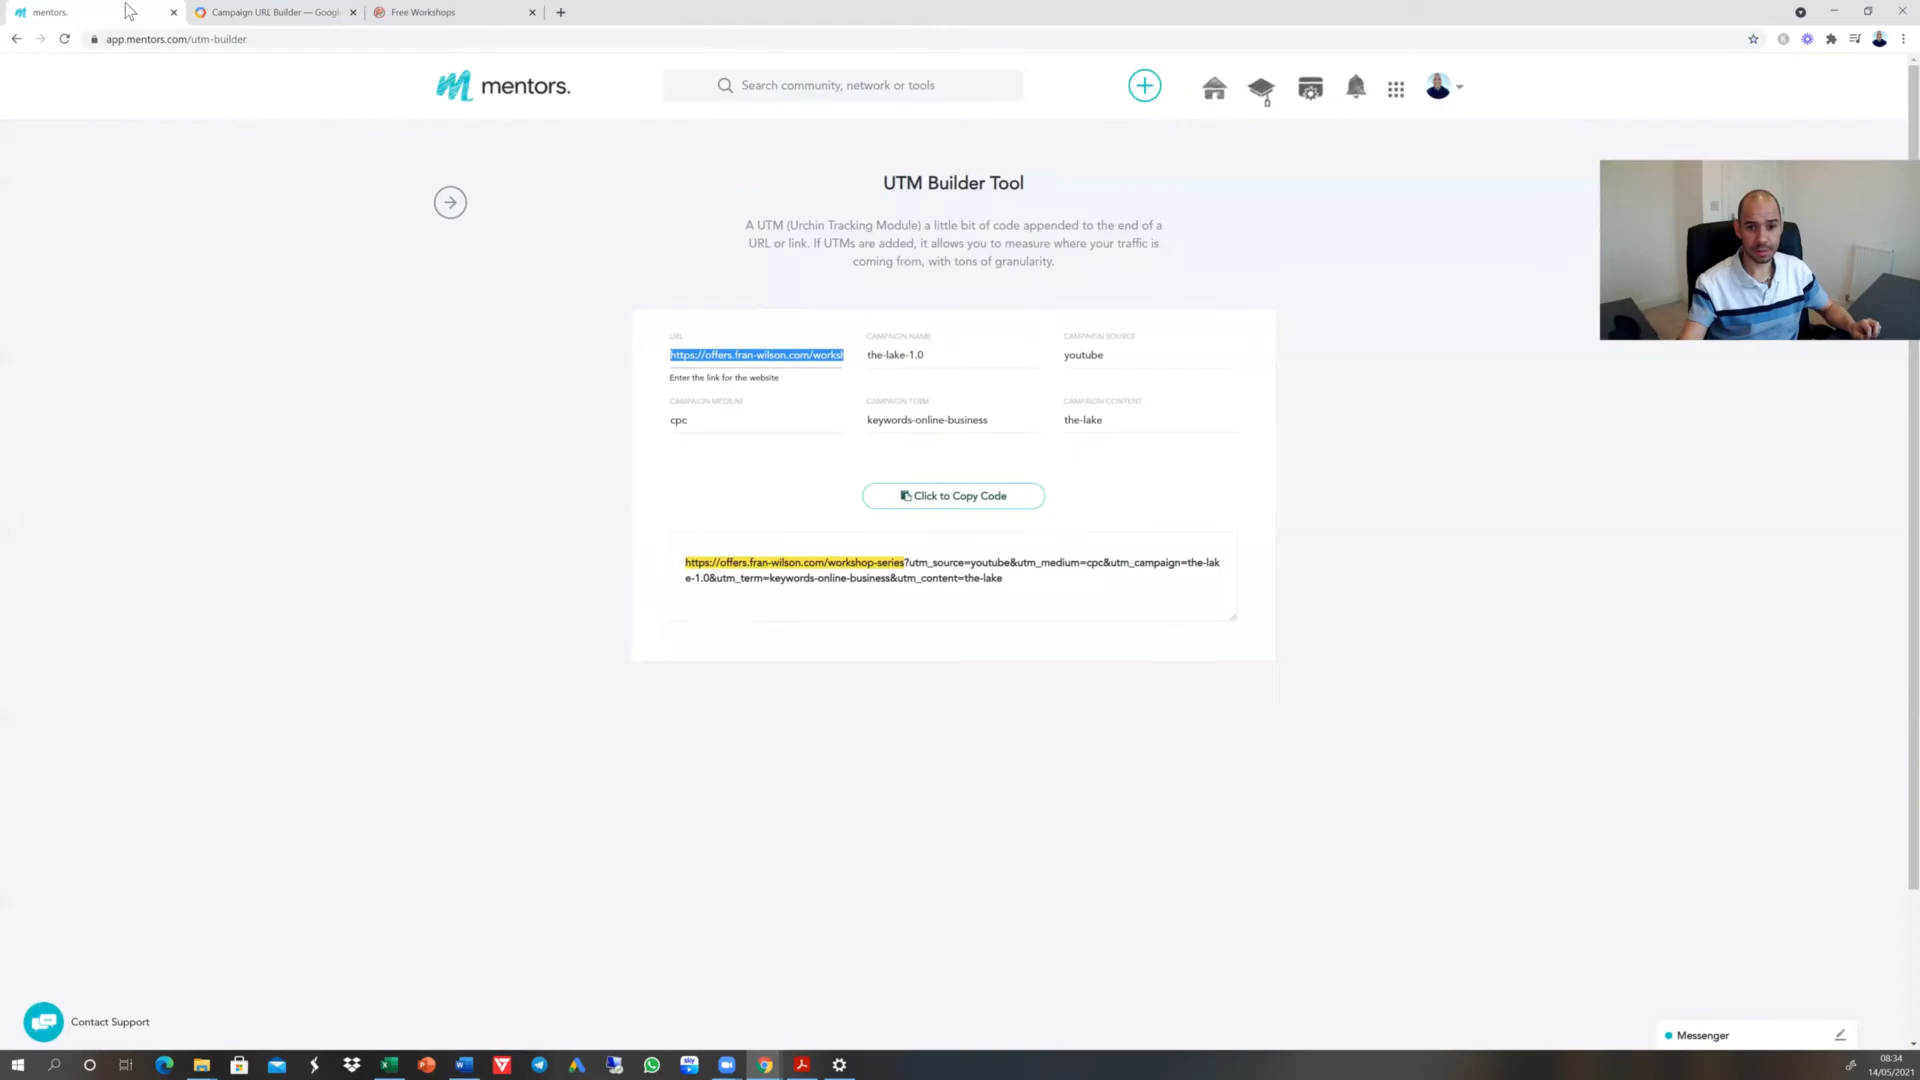 mentors.
Campaign URL Builder — Googl
Free Workshops
app.mentors.com/utm-builder
mentors.
Search community, network or tools
UTM Builder Tool
A UTM (Urchin Tracking Module) a little bit of code appended to the end of a
URL or link. If UTMs are added, it allows you to measure where your traffic is
coming from, with tons of granularity.
URL
CAMPAIGN NAME
CAMPAIGN SOURCE
https://offers.fran-wilson.com/works
the-lake-1.0
youtube
Enter the link for the website
CAMPAIGN MEDIUM
CAMPAIGN TERM
CAMPAIGN CONTENT
cpc
keywords-online-business
the-lake
Click to Copy Code
https://offers.fran-wilson.com/workshop-series?utm_source=youtube&utm_medium=cpc&utm_campaign=the-lak
e-1.0&utm_term=keywords-online-business&utm_content=the-lake
Contact Support
Messenger
08:34
14/05/2021